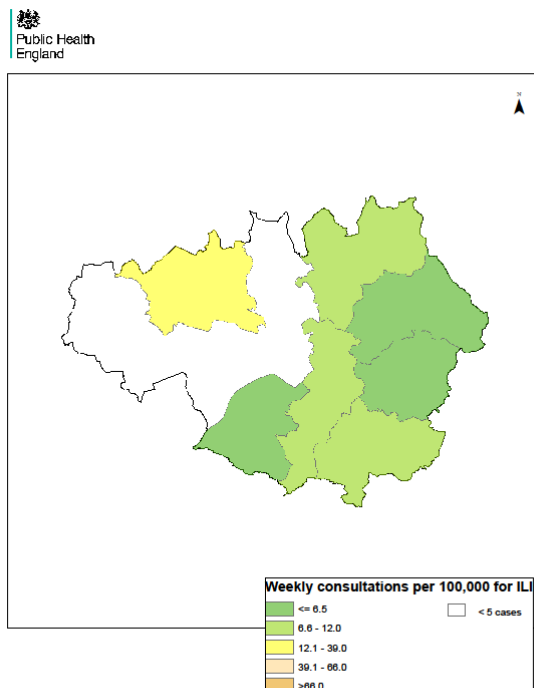 Public Health
England
Weekly consultations per 100,000 for ILI
<= 6.5
< 5 cases
6.6 - 12.0
12.1 - 39.0
39.1 - 66.0
>66.0